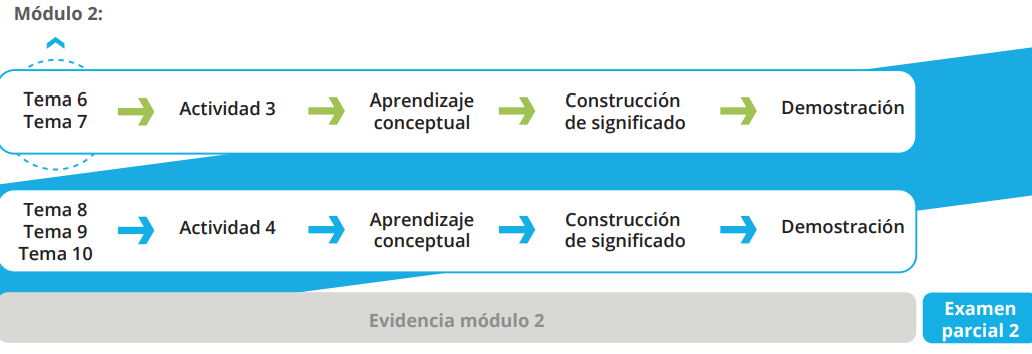 Módulo 2:
Tema 6
Tema 7
Actividad 3
Aprendizaje
conceptual
Construcción
de significado
Demostración
Tema 8
Tema 9
Tema 10
Actividad 4
Aprendizaje
conceptual
Construcción
de significado
Demostración
Evidencia módulo 2
Examen
parcial 2